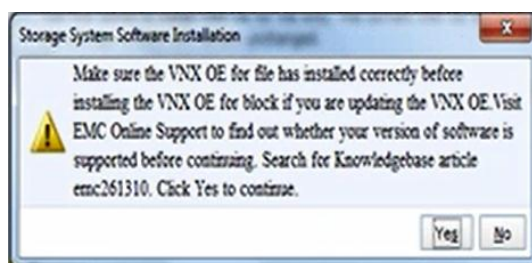 Storage System Software Installation
Make sure the VNX OE for file has installed correctly before
installing the VNX OE for block if you are updating the VNX OE.Visit
EMC Online Support to find out whether your version of software is
supported before continuing. Search for Knowledgebase article
emc261310. Click Yes to continue.
Yes No